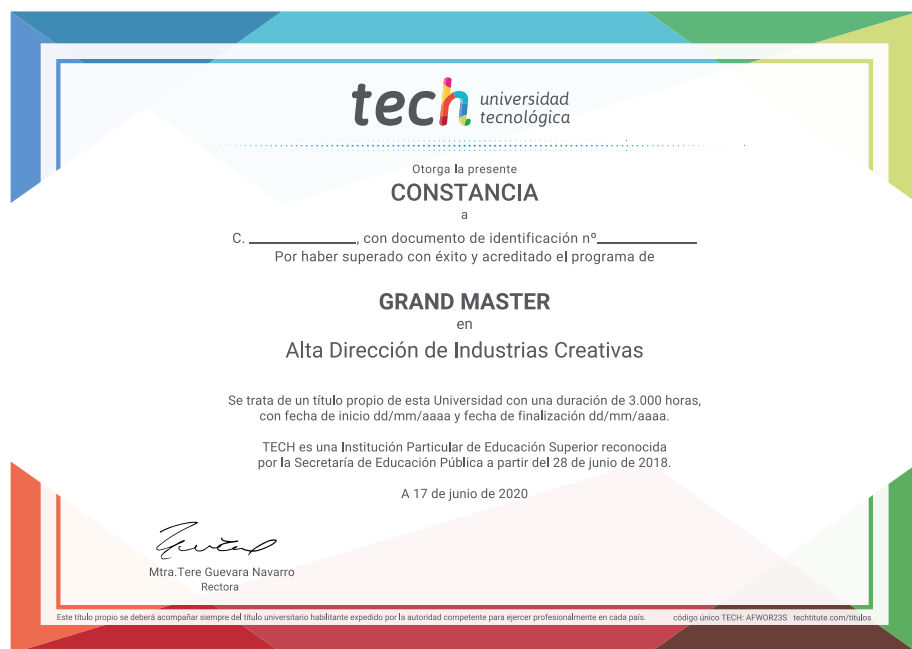 tech universidad
tecnológica
Otorga la presente
CONSTANCIA
a
C. ____________, con documento de identificación nº___________
Por haber superado con éxito y acreditado el programa de
GRAND MASTER
en
Alta Dirección de Industrias Creativas
Se trata de un título propio de esta Universidad con una duración de 3.000 horas,
con fecha de inicio dd/mm/aaaa y fecha de finalización dd/mm/aaaa.
TECH es una Institución Particular de Educación Superior reconocida
por la Secretaría de Educación Pública a partir del 28 de junio de 2018.
A 17 de junio de 2020
Mtra.Tere Guevara Navarro
Rectora
Este título propio se deberá acompañar siempre del título universitario habilitante expedido por la autoridad competente para ejercer profesionalmente en cada país. código único TECH: AFWOR23S techtitute.com/titulos